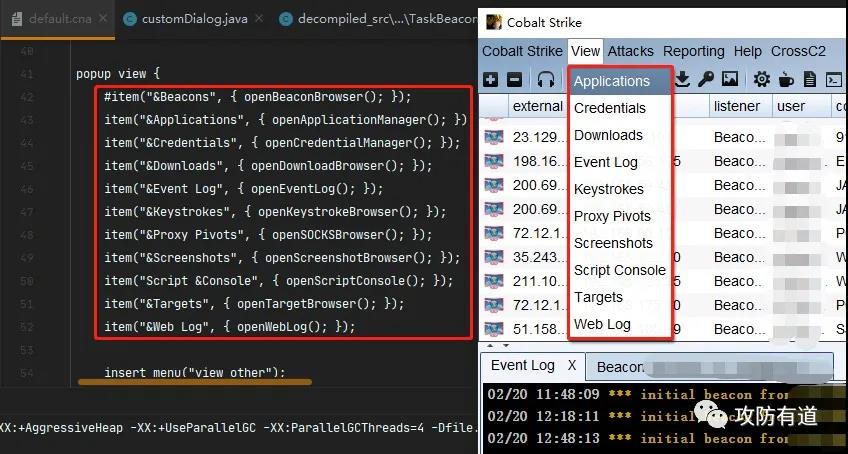 default.cna
customDialog.java
decompiled_src\...\TaskBeacon
40
41
popup view {
42
#item("&Beacons", { openBeaconBrowser(); });
43
item("&Applications", { openApplicationManager(); })
44
item("&Credentials", { openCredentialManager(); });
45
item("&Downloads", { openDownloadBrowser(); });
46
item("&Event Log", { openEventLog(); });
47
item("&Keystrokes", { openKeystrokeBrowser(); });
48
item("&Proxy Pivots", { openSOCKSBrowser(); });
49
item("&Screenshots", { openScreenshotBrowser(); });
50
item("Script &Console", { openScriptConsole(); });
51
item("&Targets", { openTargetBrowser(); });
52
item("&Web Log", { openWebLog(); });
53
54
insert_menu("view_other");
XX:+AggressiveHeap -XX:+UseParallelGC -XX:ParallelGCThreads=4 -Dfile.
Cobalt Strike
Cobalt Strike View Attacks Reporting Help CrossC2
Applications
Credentials
Downloads
Event Log
Keystrokes
Proxy Pivots
Screenshots
Script Console
Targets
Web Log
external listener user
23.129... Beaco...
198.16... Beaco...
200.69... Beaco...
200.69... Beaco...
72.12.1... Beaco...
35.243... Beaco...
211.10... Beaco...
72.12.1... Beaco...
51.158... Beaco...
Event Log X Beacon
02/20 11:48:09 *** initial beacon from
02/20 12:18:11 *** initial beacon
02/20 12:48:13 *** initial beacon from
攻防有道